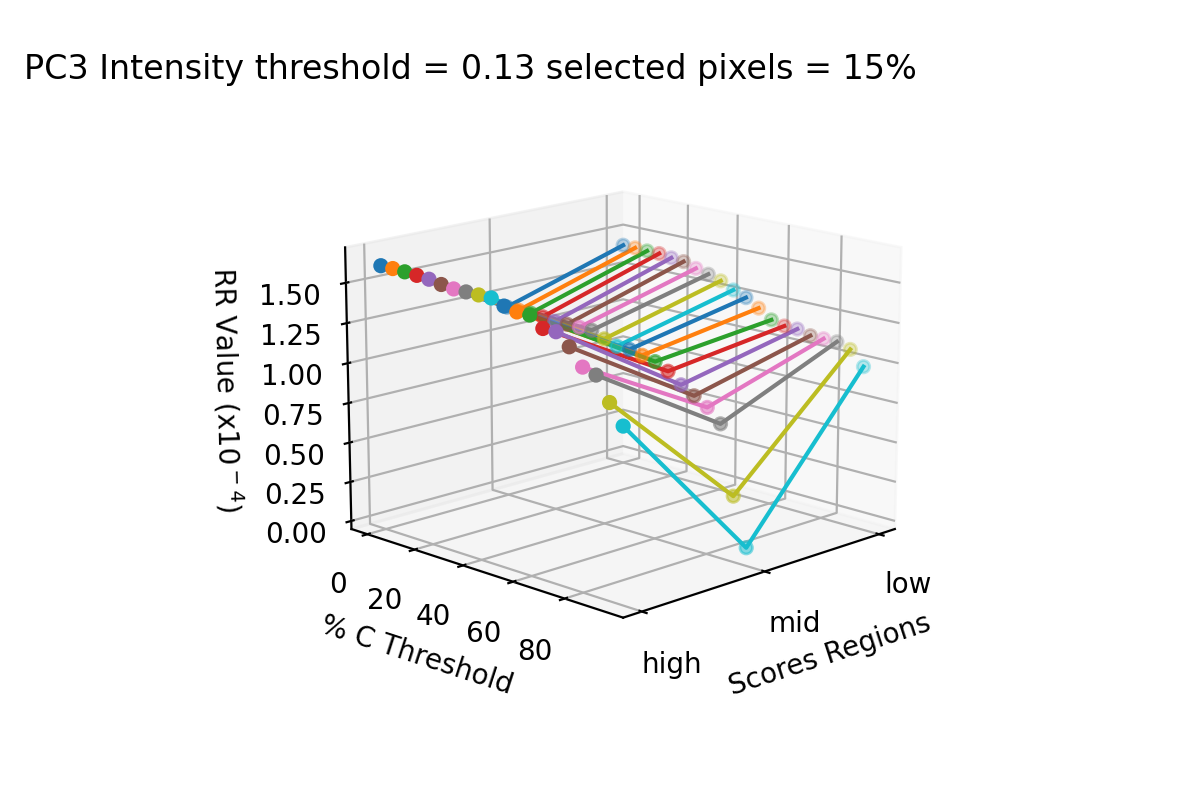 PC3 Intensity threshold = 0.13 selected pixels = 15%
RR Value (x10⁻⁴)
1.50
1.25
1.00
0.75
0.50
0.25
0.00
0
20
40
60
80
% C Threshold
high
mid
low
Scores Regions